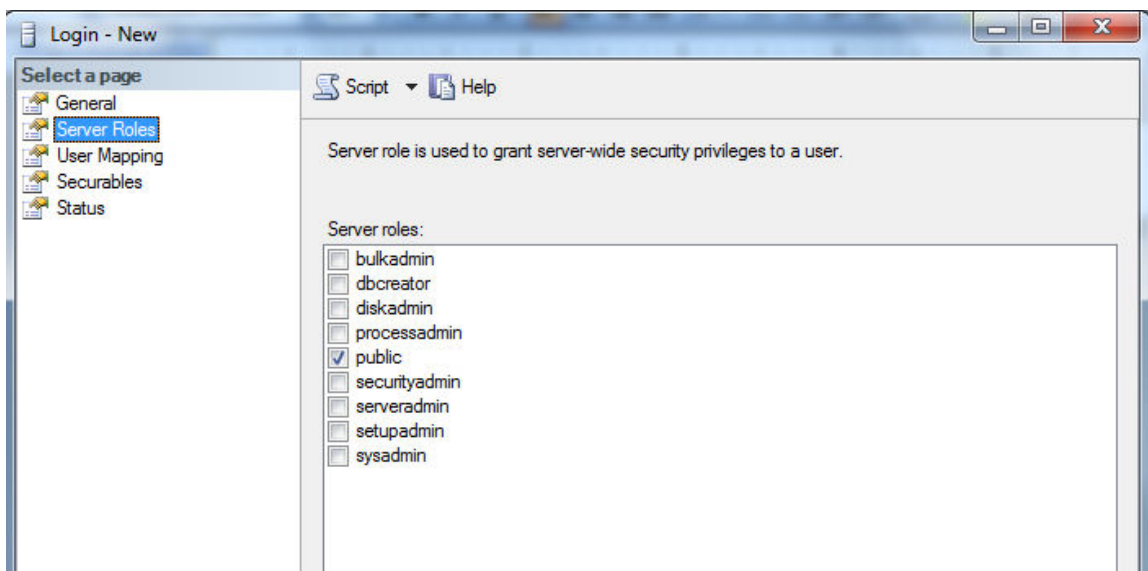 Login - New
Select a page
General
Server Roles
User Mapping
Securables
Status
Script Help
Server role is used to grant server-wide security privileges to a user.
Server roles:
bulkadmin
dbcreator
diskadmin
processadmin
public
securityadmin
serveradmin
setupadmin
sysadmin